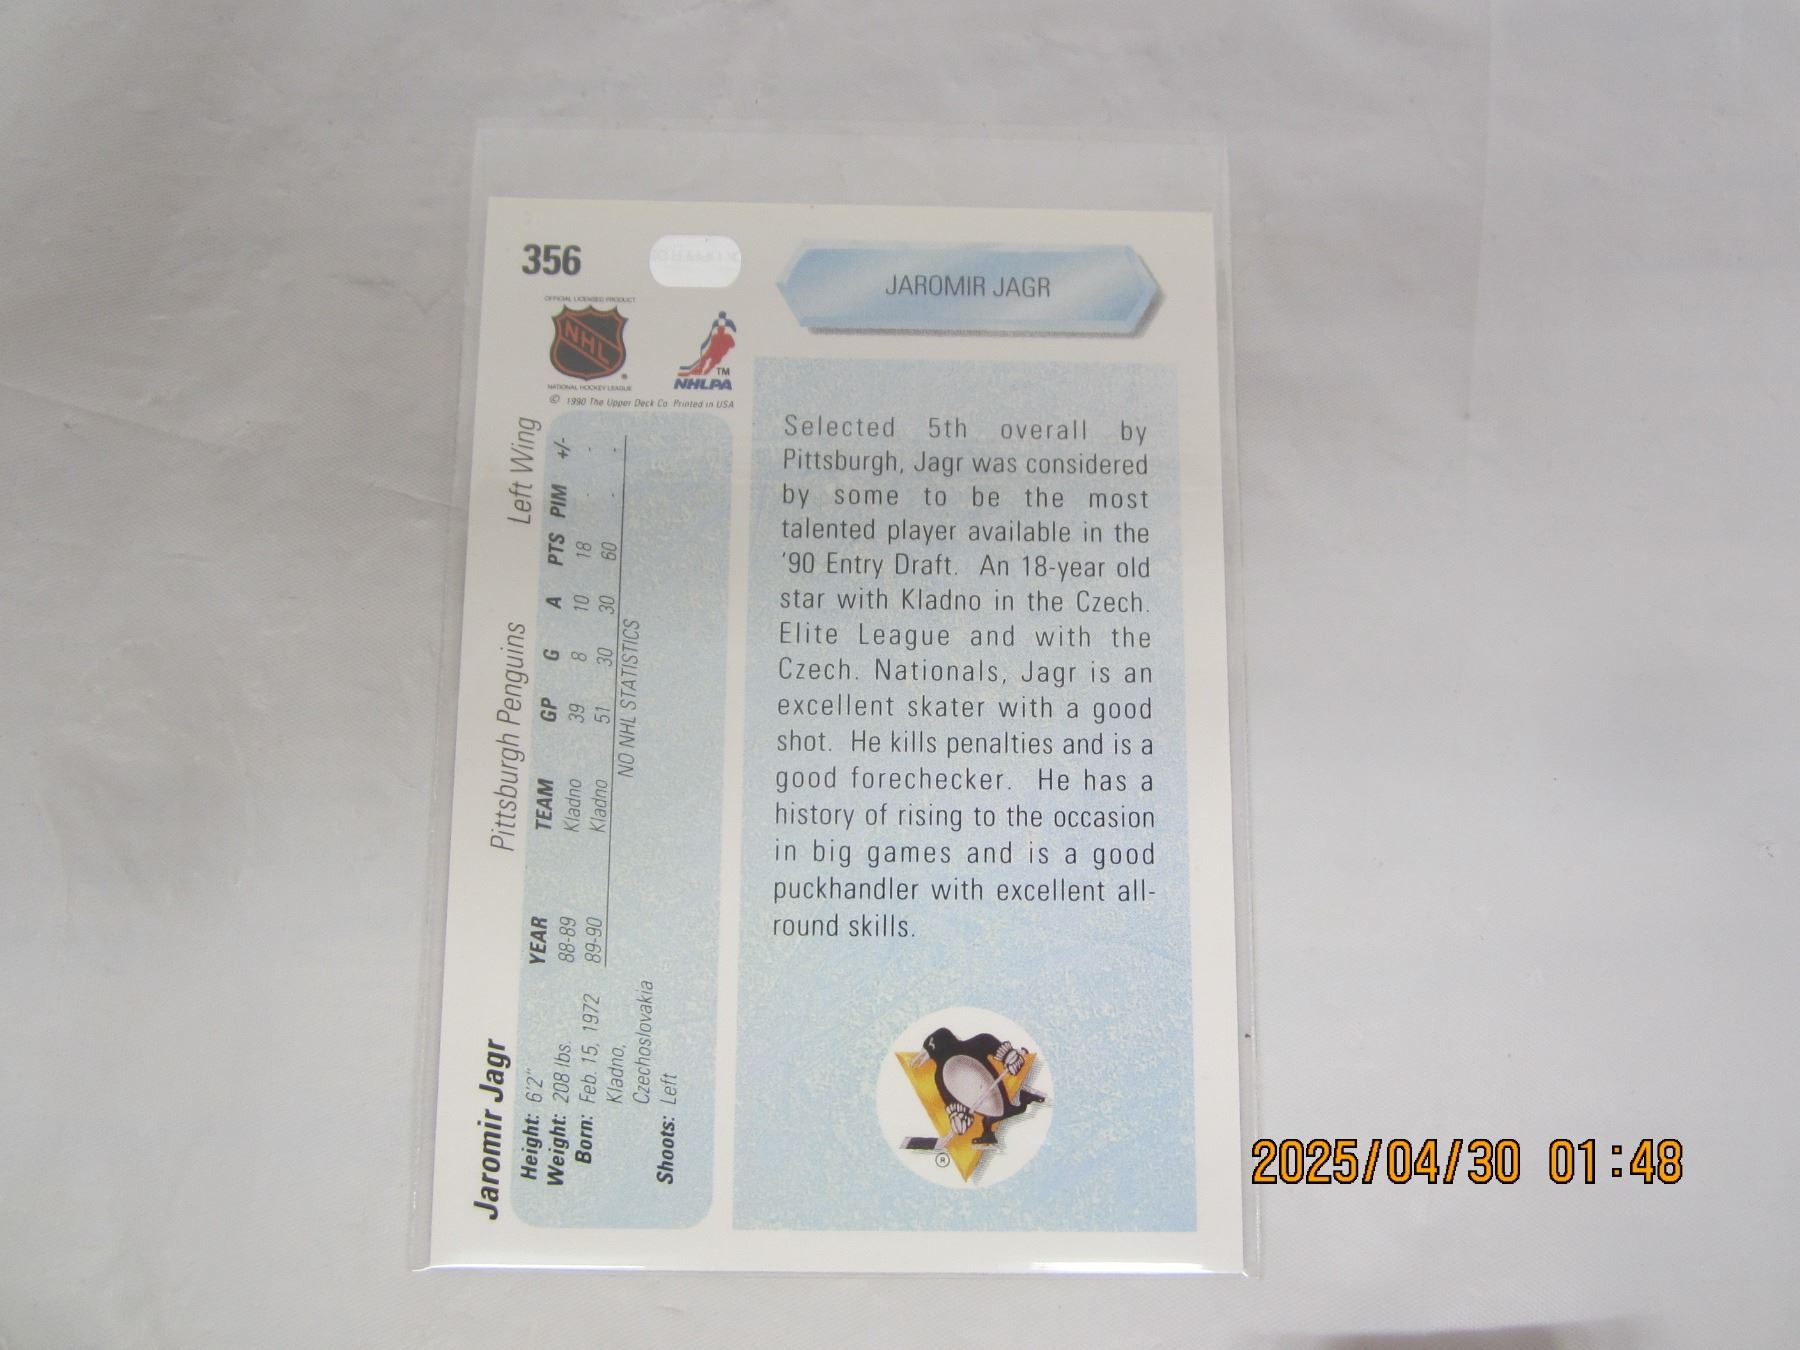 356
JAROMIR JAGR
OFFICIAL LICENSED PRODUCT
NHL
NATIONAL HOCKEY LEAGUE
TM
NHLPA
© 1990 The Upper Deck Co. Printed in USA
Selected 5th overall by
Pittsburgh, Jagr was considered
by some to be the most
talented player available in the
'90 Entry Draft. An 18-year old
star with Kladno in the Czech.
Elite League and with the
Czech. Nationals, Jagr is an
excellent skater with a good
shot. He kills penalties and is a
good forechecker. He has a
history of rising to the occasion
in big games and is a good
puckhandler with excellent all-
round skills.
®
Jaromir Jagr Pittsburgh Penguins Left Wing
Height: 6'2"
Weight: 208 lbs.
Born: Feb. 15, 1972
Kladno,
Czechoslovakia
Shoots: Left
YEAR TEAM GP G A PTS PIM +/-
88-89 Kladno 39 8 10 18 - -
89-90 Kladno 51 30 30 60 - -
NO NHL STATISTICS
2025/04/30 01:48